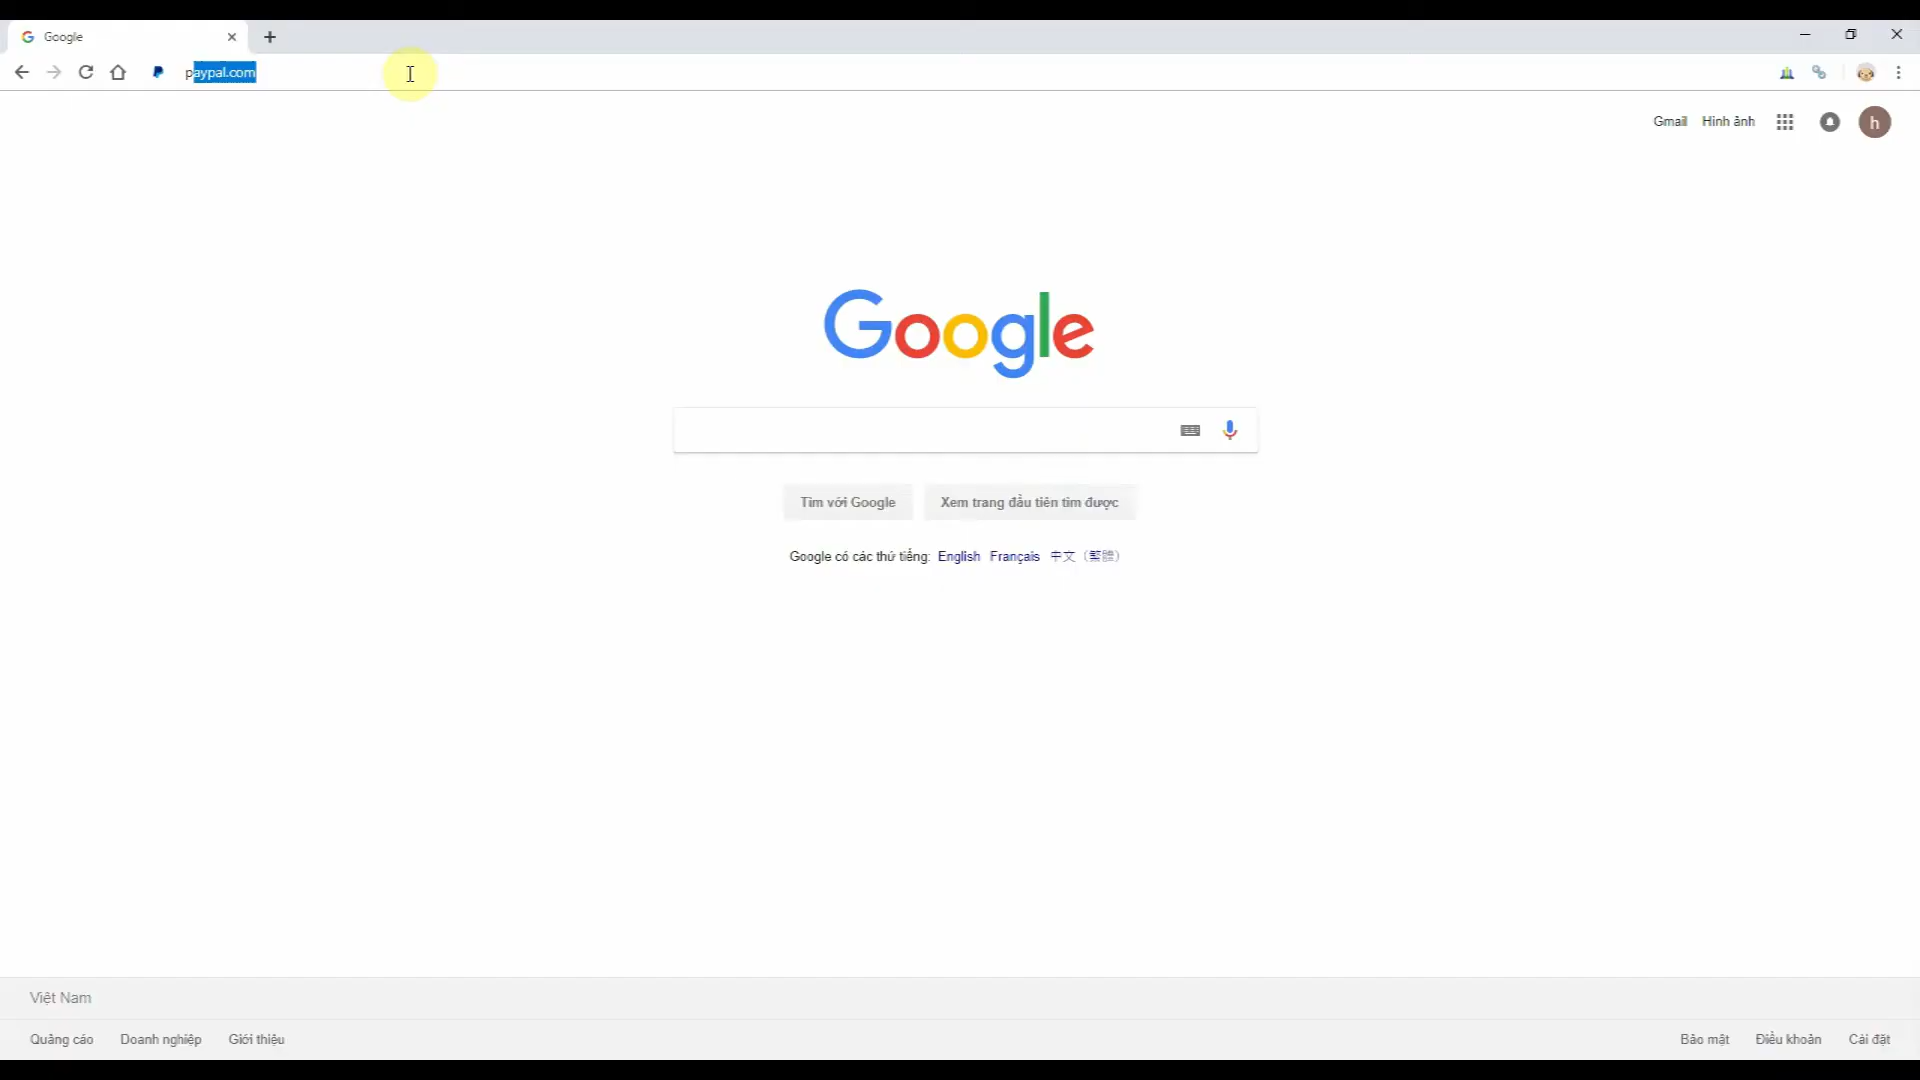 Google
paypal.com
Gmail Hình ảnh
h
Google
Tìm với Google Xem trang đầu tiên tìm được
Google có các thứ tiếng: English Français 中文 (繁體)
Việt Nam
Quảng cáo Doanh nghiệp Giới thiệu Bảo mật Điều khoản Cài đặt